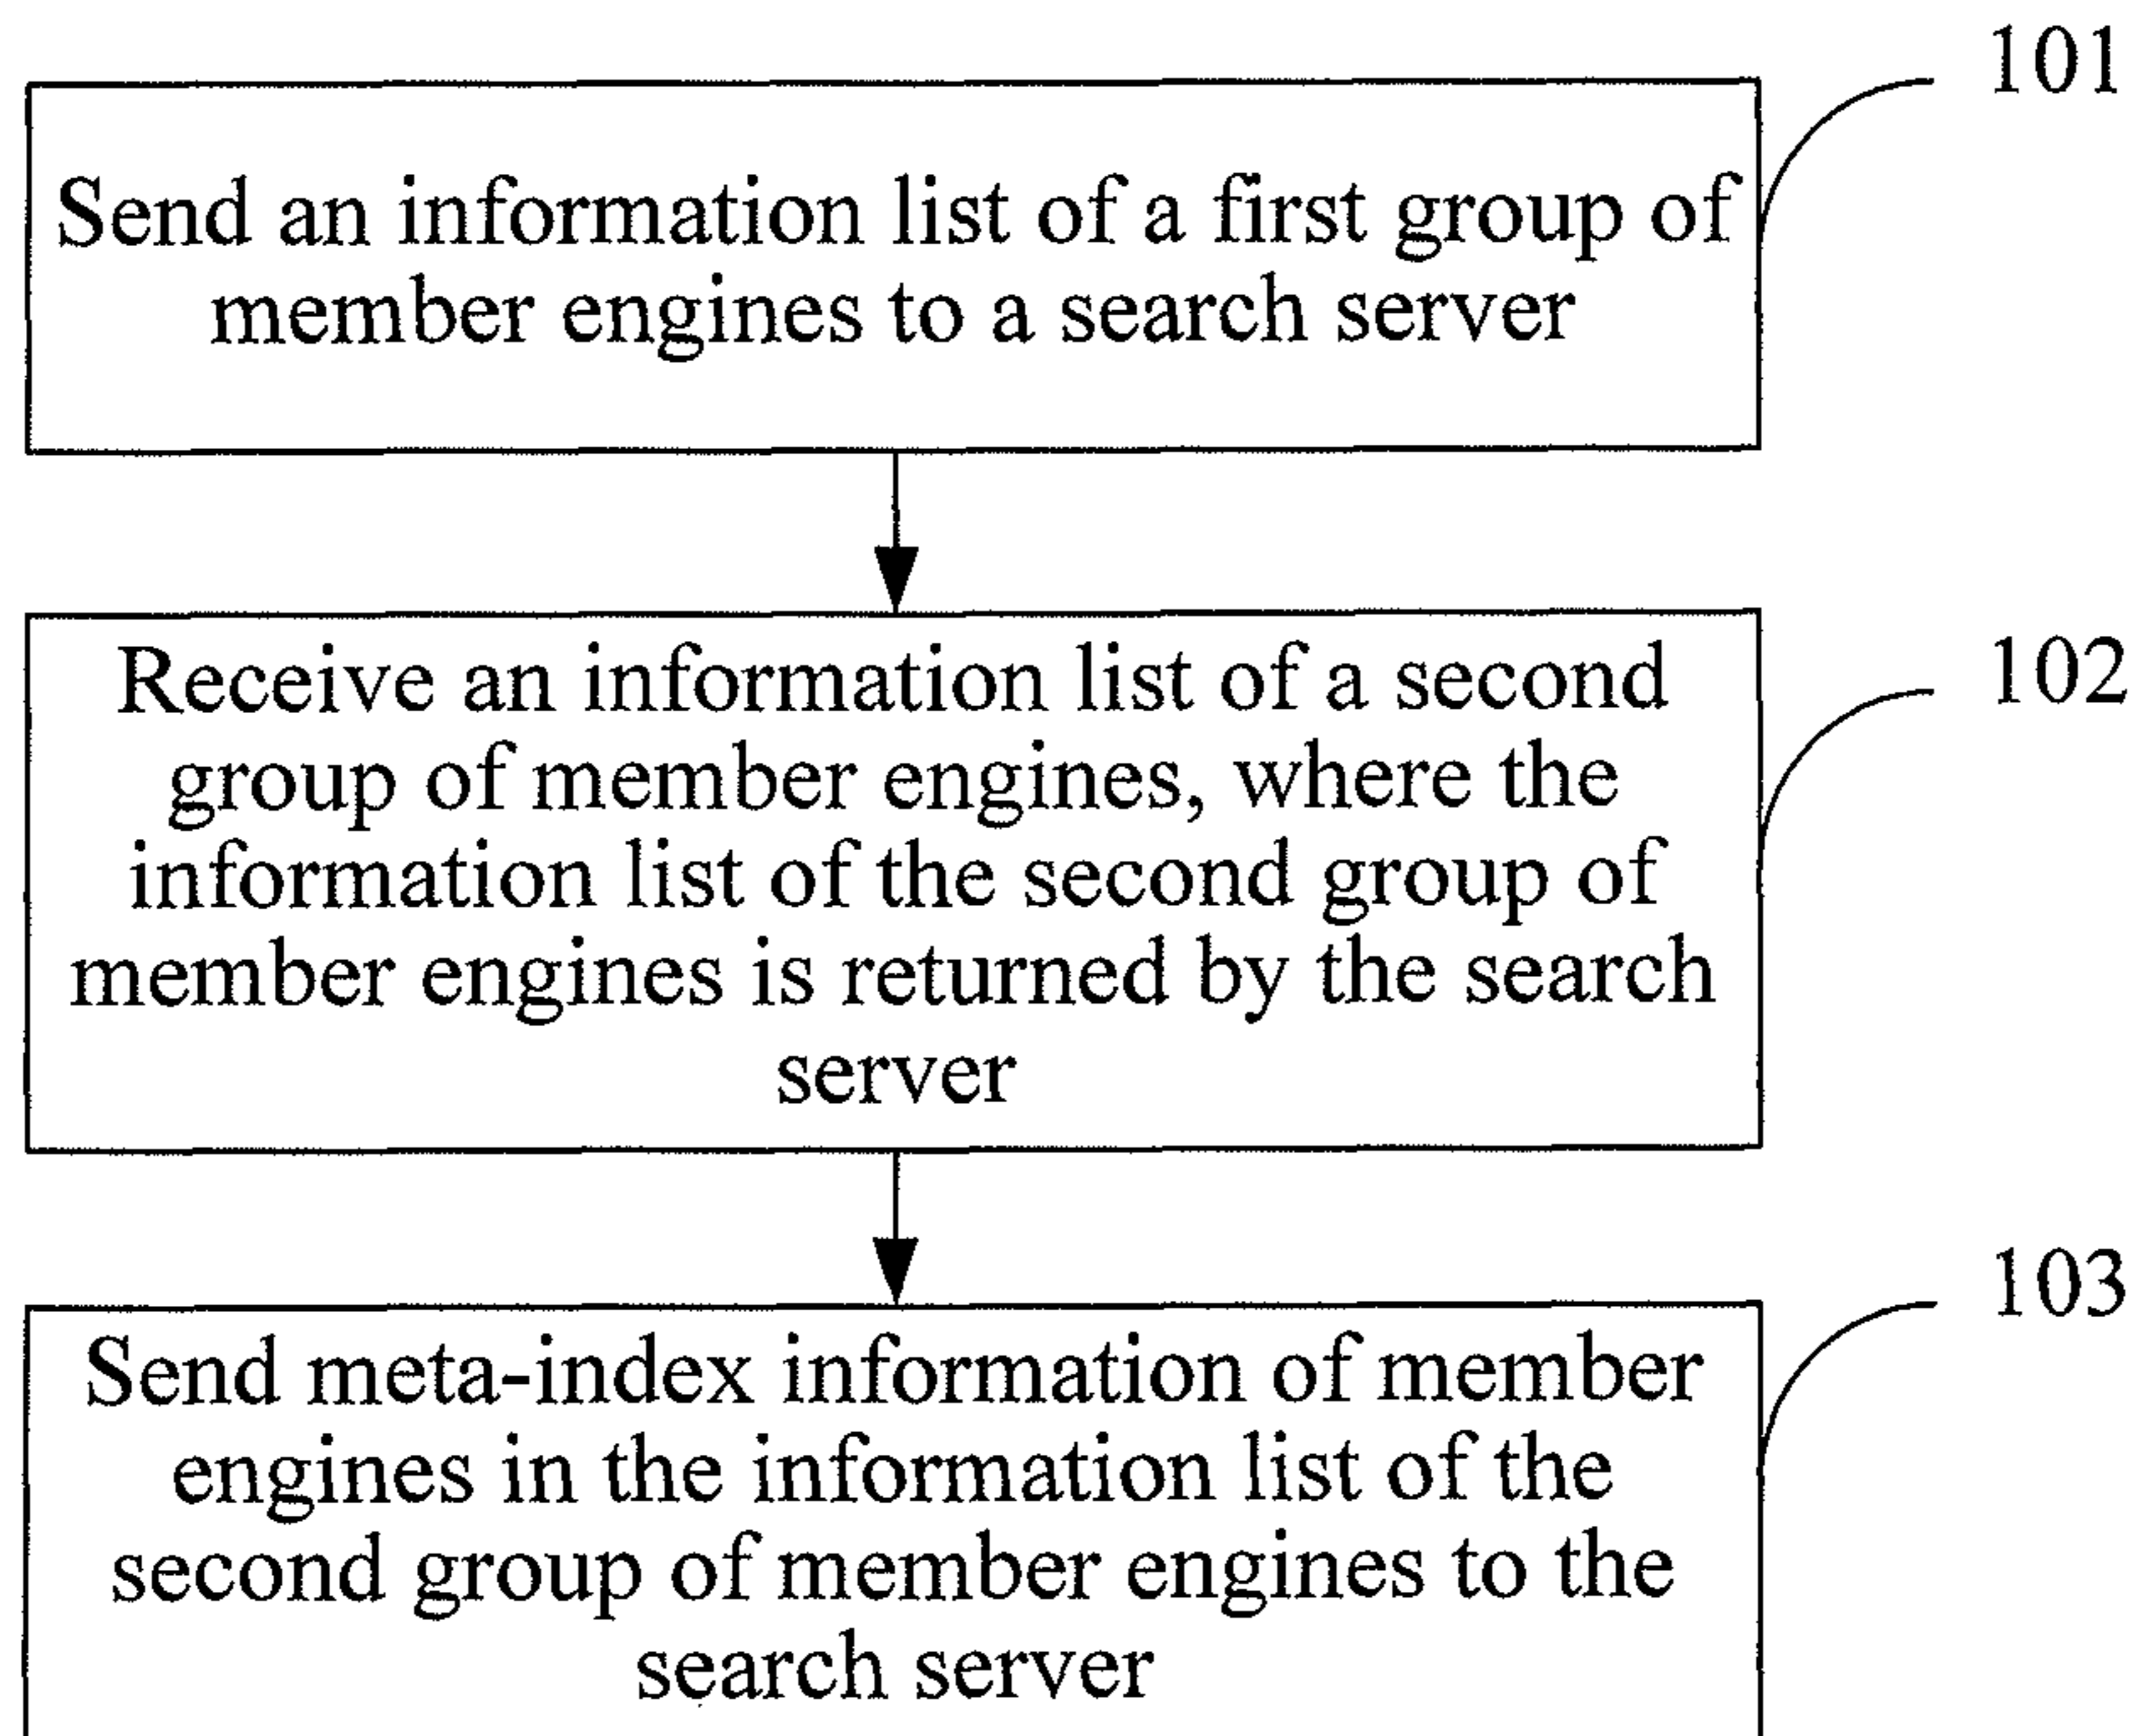 101
Send an information list of a first group of
member engines to a search server
102
Receive an information list of a second
group of member engines, where the
information list of the second group of
member engines is returned by the search
server
103
Send meta-index information of member
engines in the information list of the
second group of member engines to the
search server